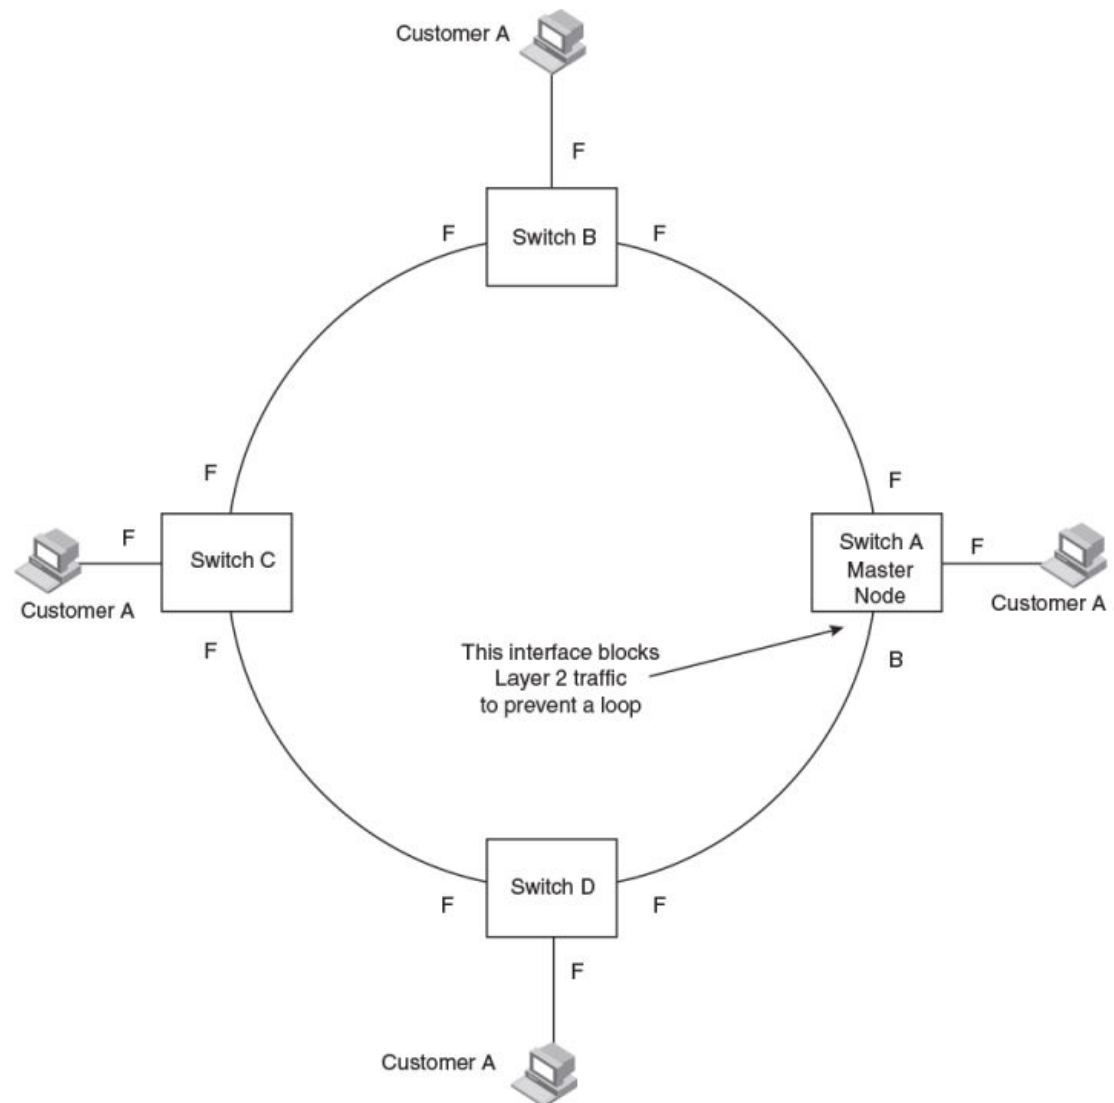 Customer A
F
F
Switch B
F
F
F
F
Switch C
Switch A
Master
Node
F
Customer A
Customer A
F
This interface blocks
Layer 2 traffic
to prevent a loop
B
F
Switch D
F
F
Customer A